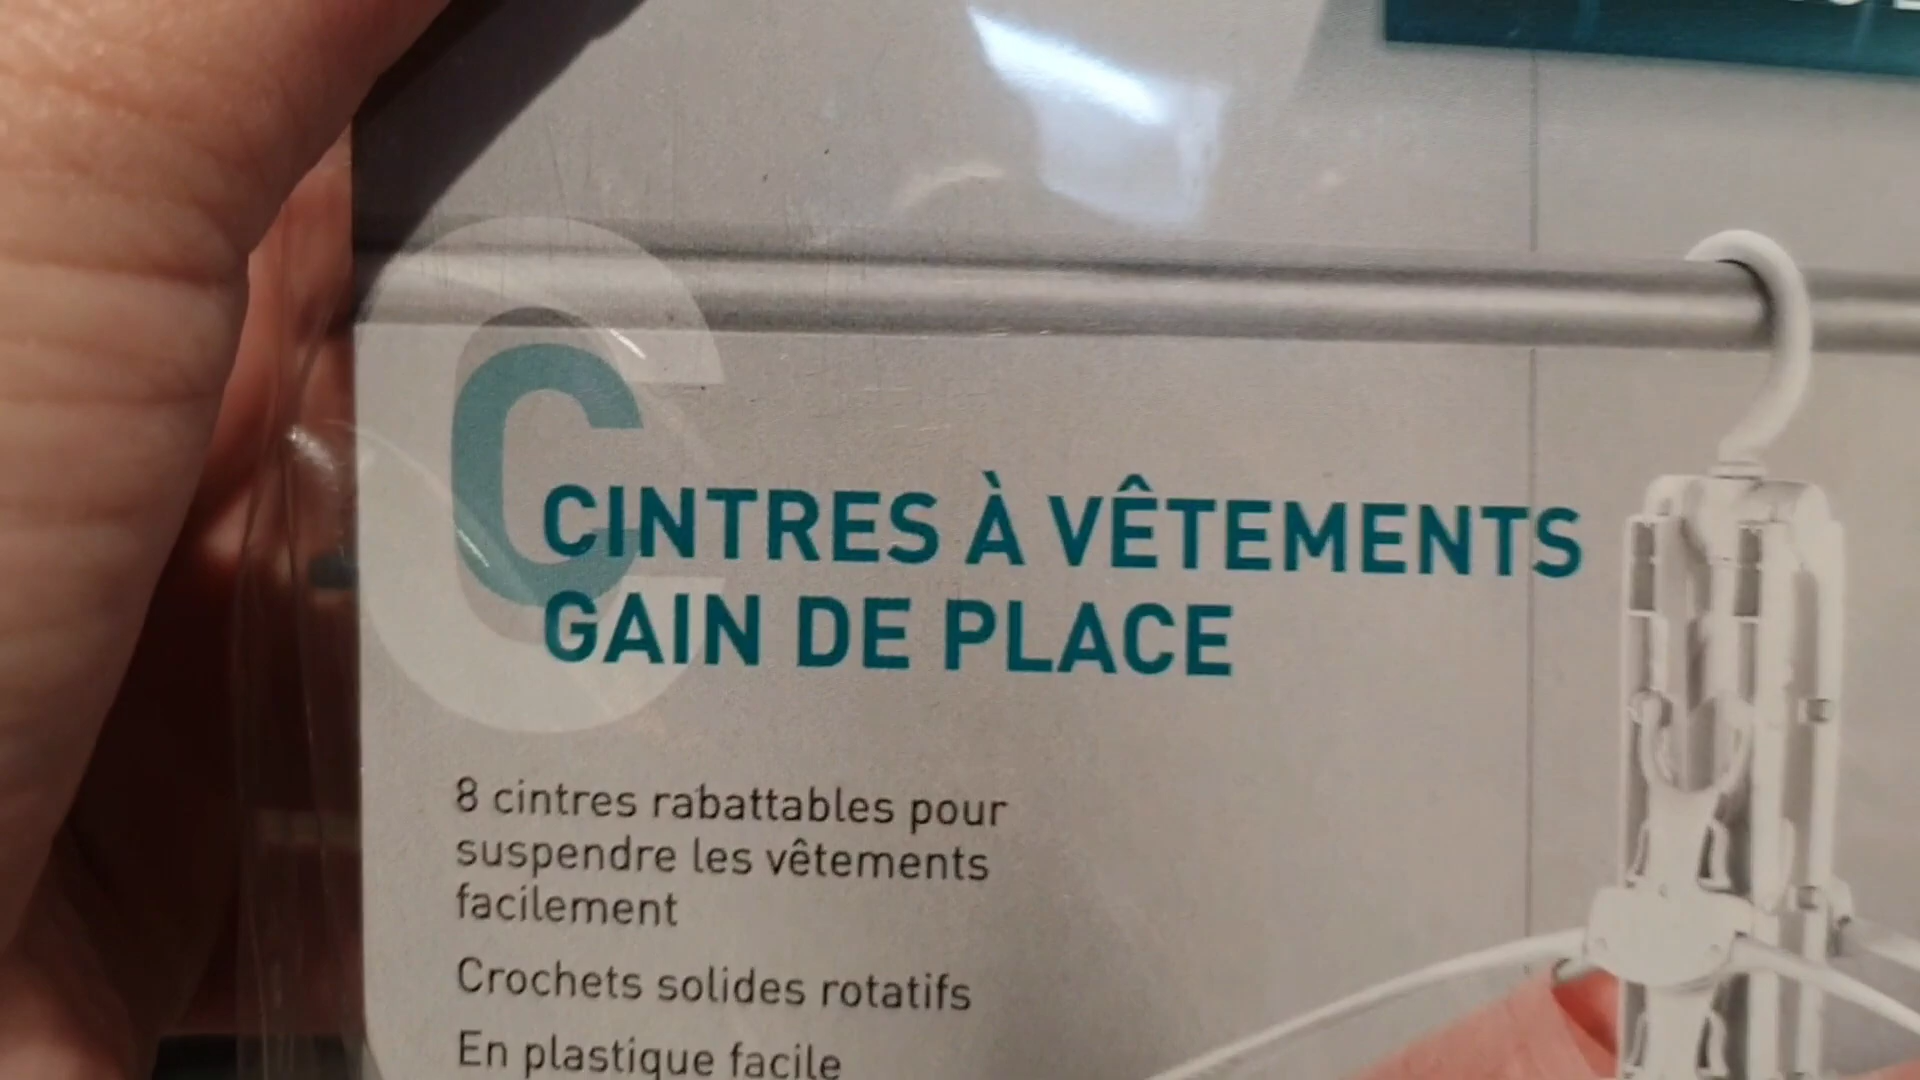 C
CINTRES À VÊTEMENTS
GAIN DE PLACE
8 cintres rabattables pour
suspendre les vêtements
facilement
Crochets solides rotatifs
En plastique facile